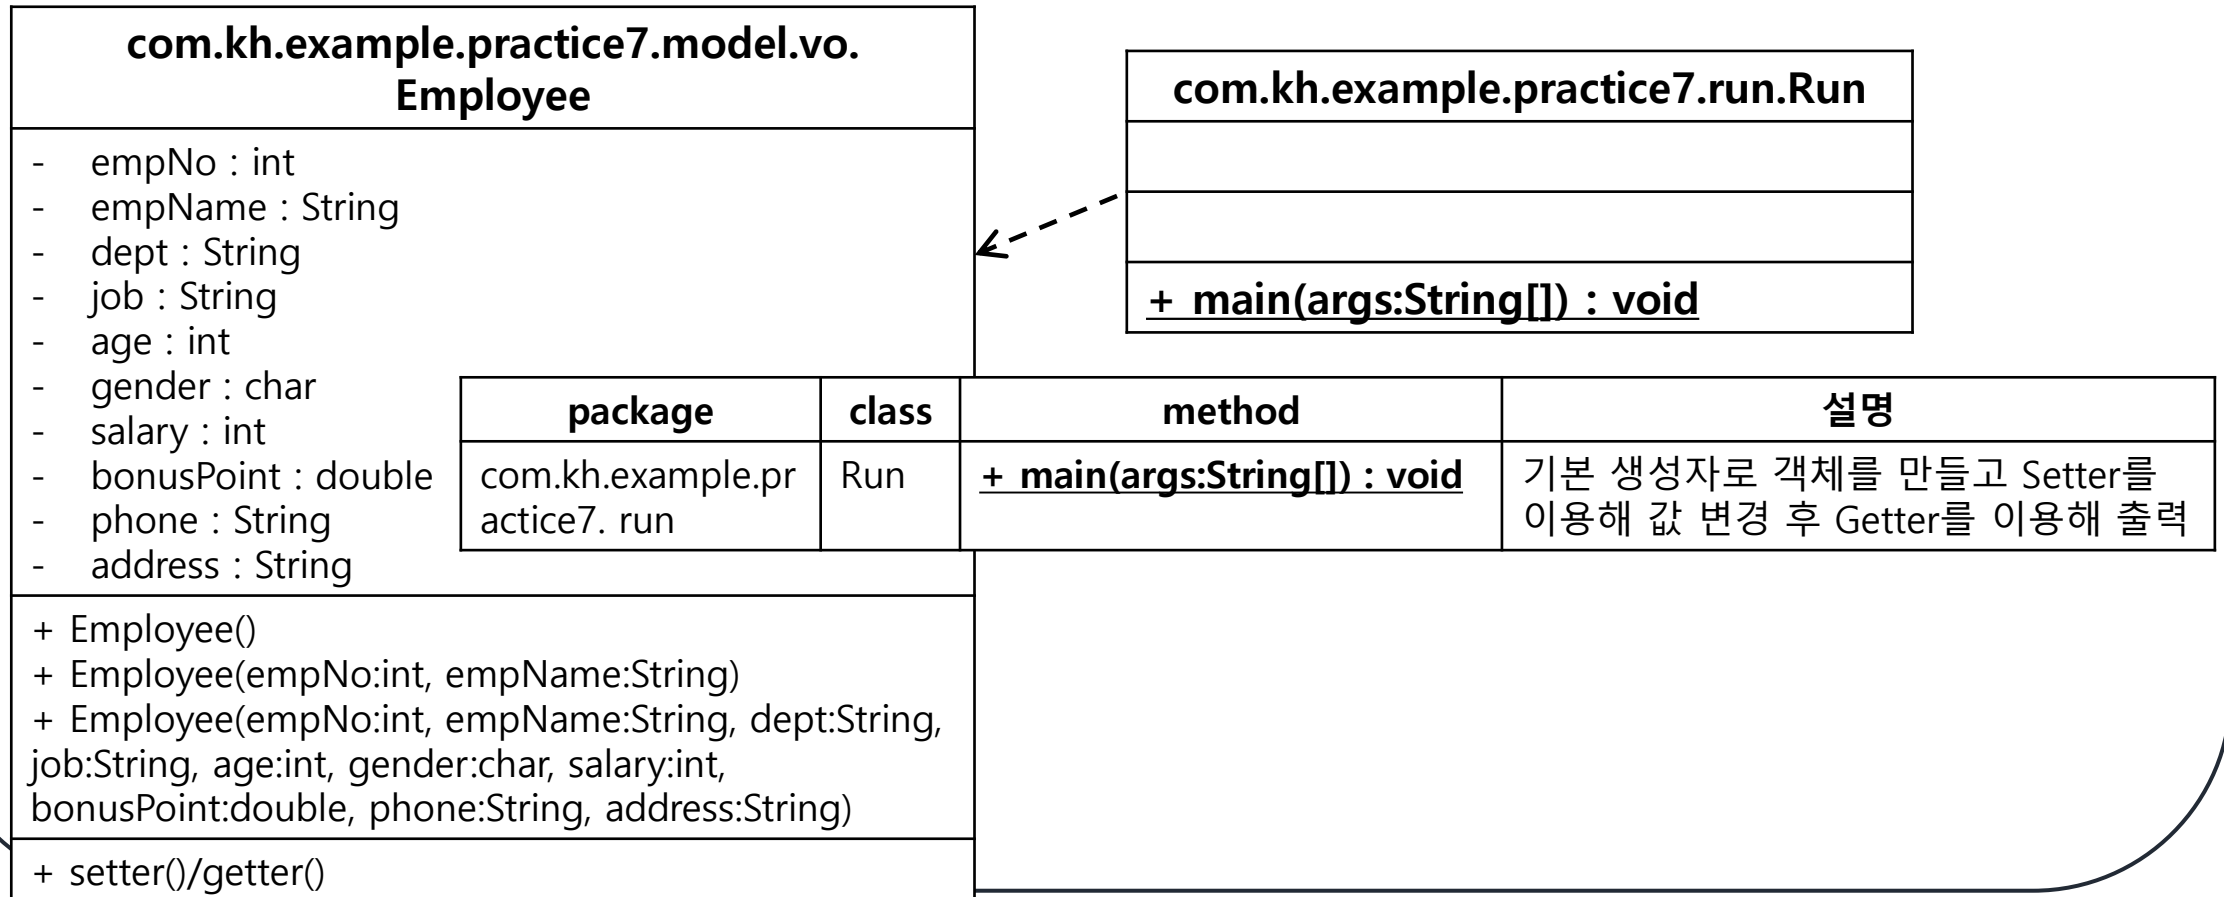 com.kh.example.practice7.model.vo.
Employee
- empNo : int
- empName : String
- dept : String
- job : String
- age : int
- gender : char
- salary : int
- bonusPoint : double
- phone : String
- address : String
+ Employee()
+ Employee(empNo:int, empName:String)
+ Employee(empNo:int, empName:String, dept:String,
job:String, age:int, gender:char, salary:int,
bonusPoint:double, phone:String, address:String)
+ setter()/getter()
com.kh.example.practice7.run.Run
+ main(args:String[]) : void
package class method 설명
com.kh.example.pr Run + main(args:String[]) : void 기본 생성자로 객체를 만들고 Setter를
actice7. run 이용해 값 변경 후 Getter를 이용해 출력